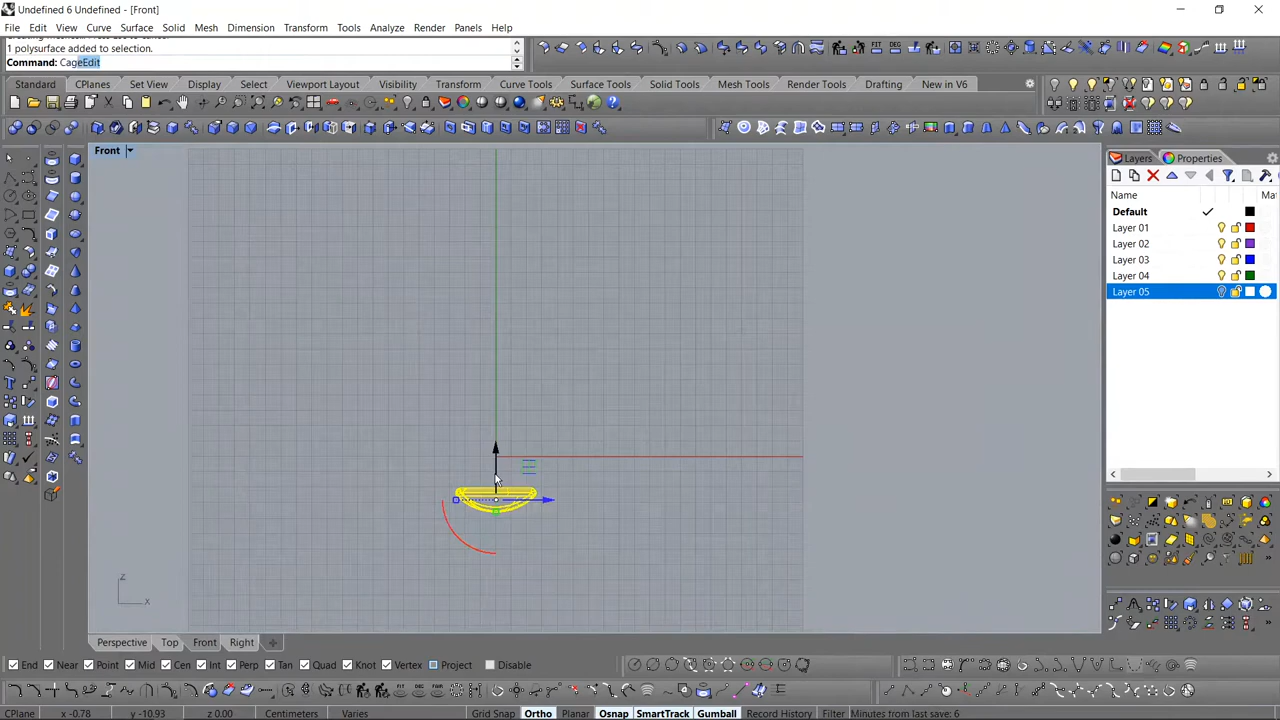 Undefined 6 Undefined - [Front]
File Edit View Curve Surface Solid Mesh Dimension Transform Tools Analyze Render Panels Help
1 polysurface added to selection.
Command: CageEdit
Standard CPlanes Set View Display Select Viewport Layout Visibility Transform Curve Tools Surface Tools Solid Tools Mesh Tools Render Tools Drafting New in V6
Front
Layers Properties
Name Ma
Default
Layer 01
Layer 02
Layer 03
Layer 04
Layer 05
z
x
Perspective Top Front Right
End Near Point Mid Cen Int Perp Tan Quad Knot Vertex Project Disable
CPlane x -0.78 y -10.93 z 0.00 Centimeters Varies Grid Snap Ortho Planar Osnap SmartTrack Gumball Record History Filter Minutes from last save: 6